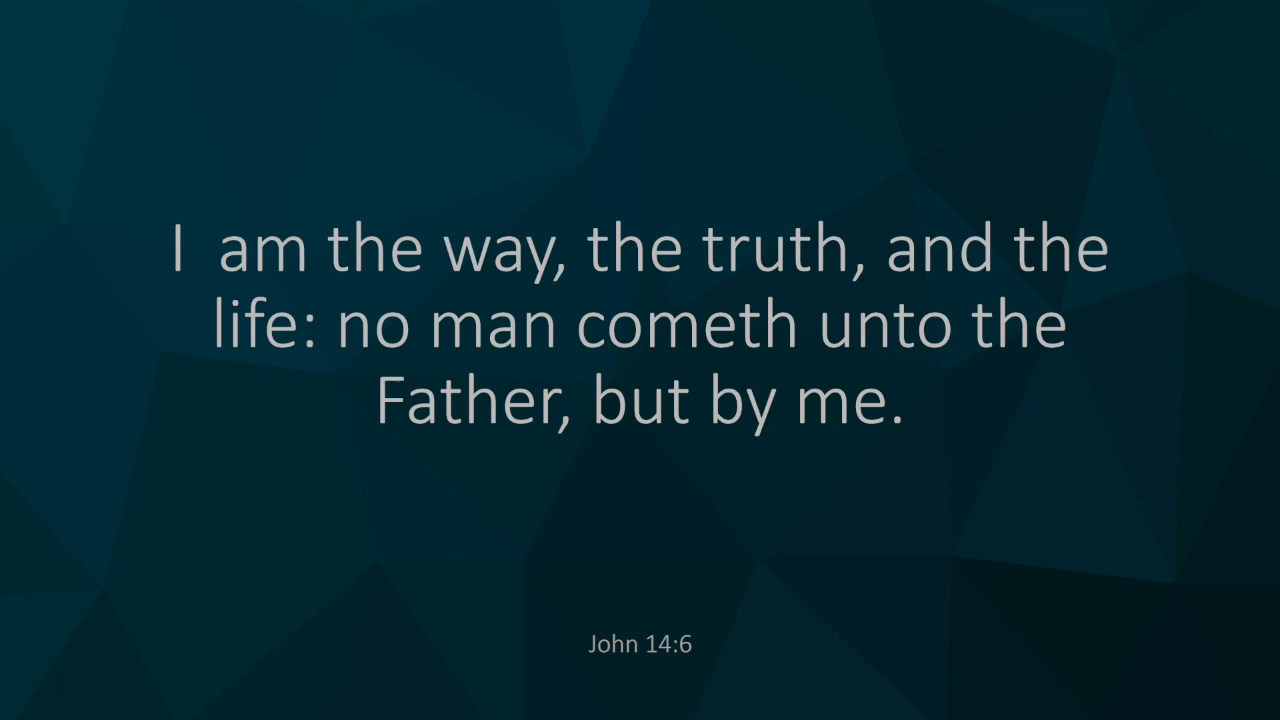 I am the way, the truth, and the
life: no man cometh unto the
Father, but by me.
John 14:6